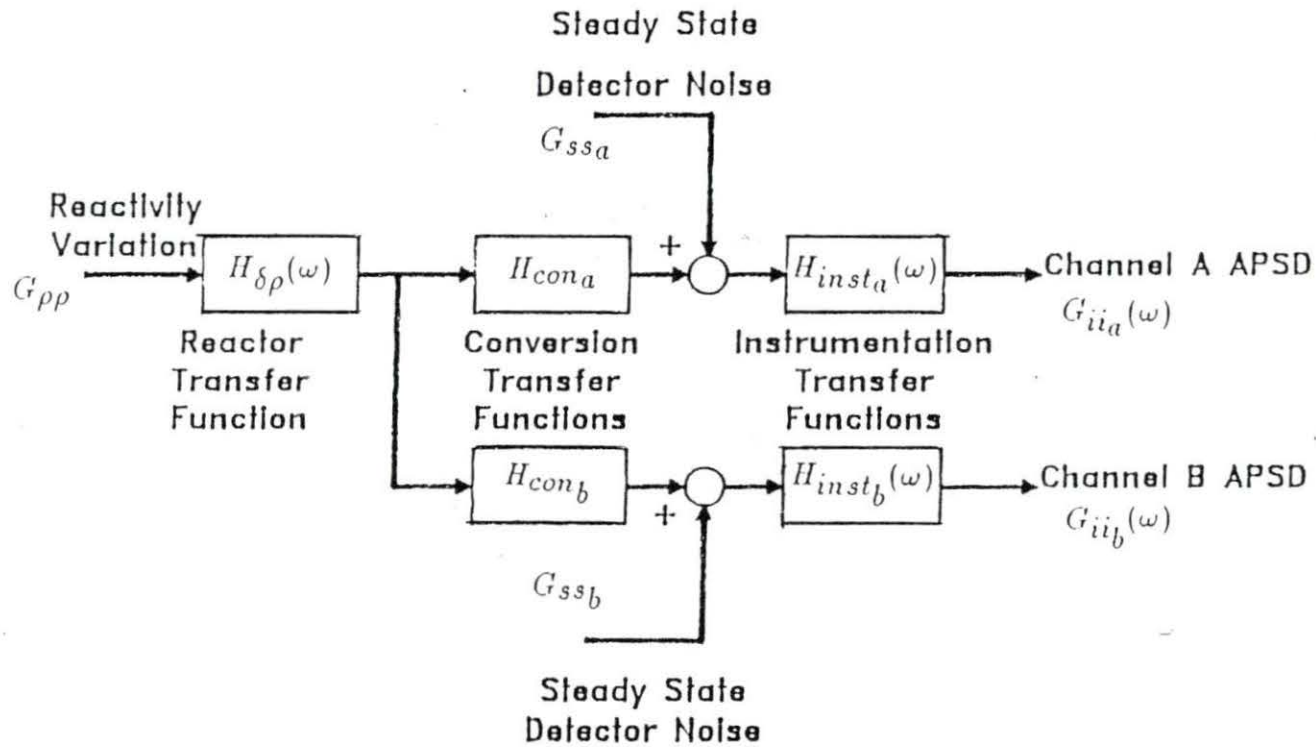 Steady State
Detector Noise
G_{ss_a}
Reactivity
Variation
G_{ρρ}
H_{δρ}(ω)
H_{con_a}
+
H_{inst_a}(ω)
Channel A APSD
G_{ii_a}(ω)
Reactor
Transfer
Function
Conversion
Transfer
Functions
Instrumentation
Transfer
Functions
H_{con_b}
+
H_{inst_b}(ω)
Channel B APSD
G_{ii_b}(ω)
G_{ss_b}
Steady State
Detector Noise